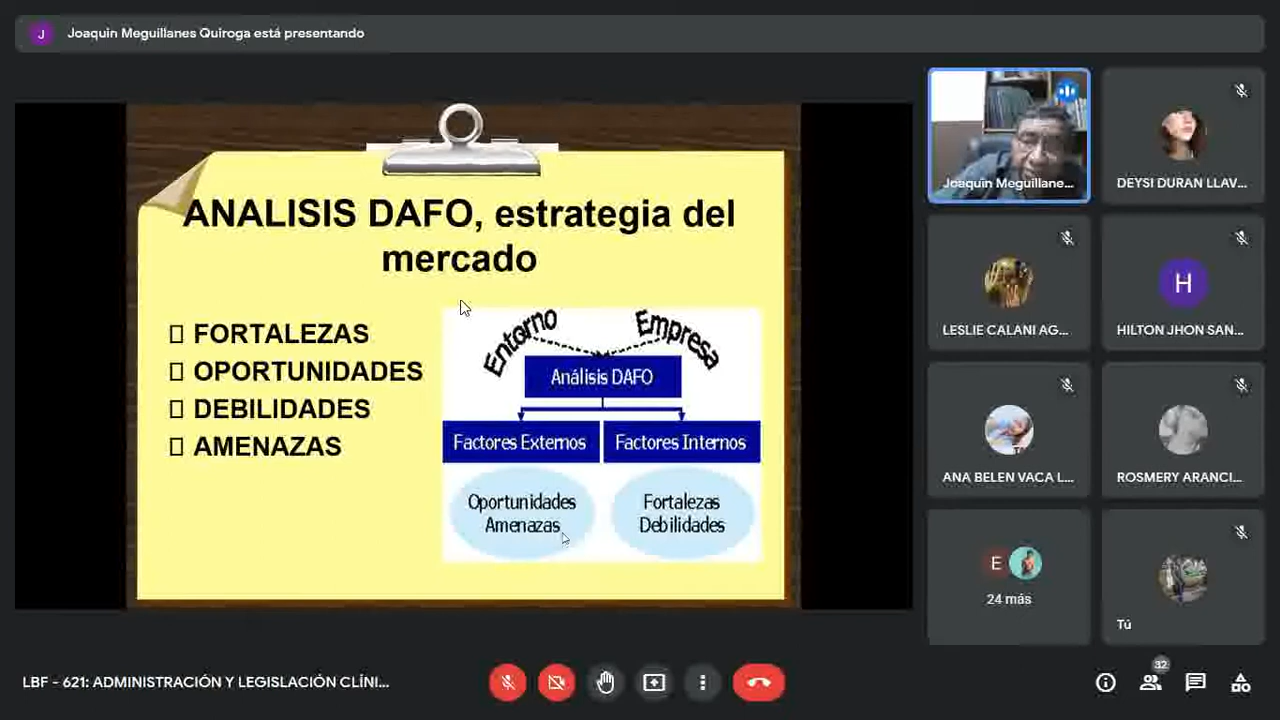 J
Joaquin Meguillanes Quiroga está presentando
ANALISIS DAFO, estrategia del
mercado
FORTALEZAS
OPORTUNIDADES
DEBILIDADES
AMENAZAS
Entorno
Empresa
Análisis DAFO
Factores Externos
Factores Internos
Oportunidades
Amenazas
Fortalezas
Debilidades
Joaquin Meguillane...
DEYSI DURAN LLAV...
LESLIE CALANI AG...
H
HILTON JHON SAN...
ANA BELEN VACA L...
ROSMERY ARANCI...
E
24 más
Tú
LBF - 621: ADMINISTRACIÓN Y LEGISLACIÓN CLÍNI...
32